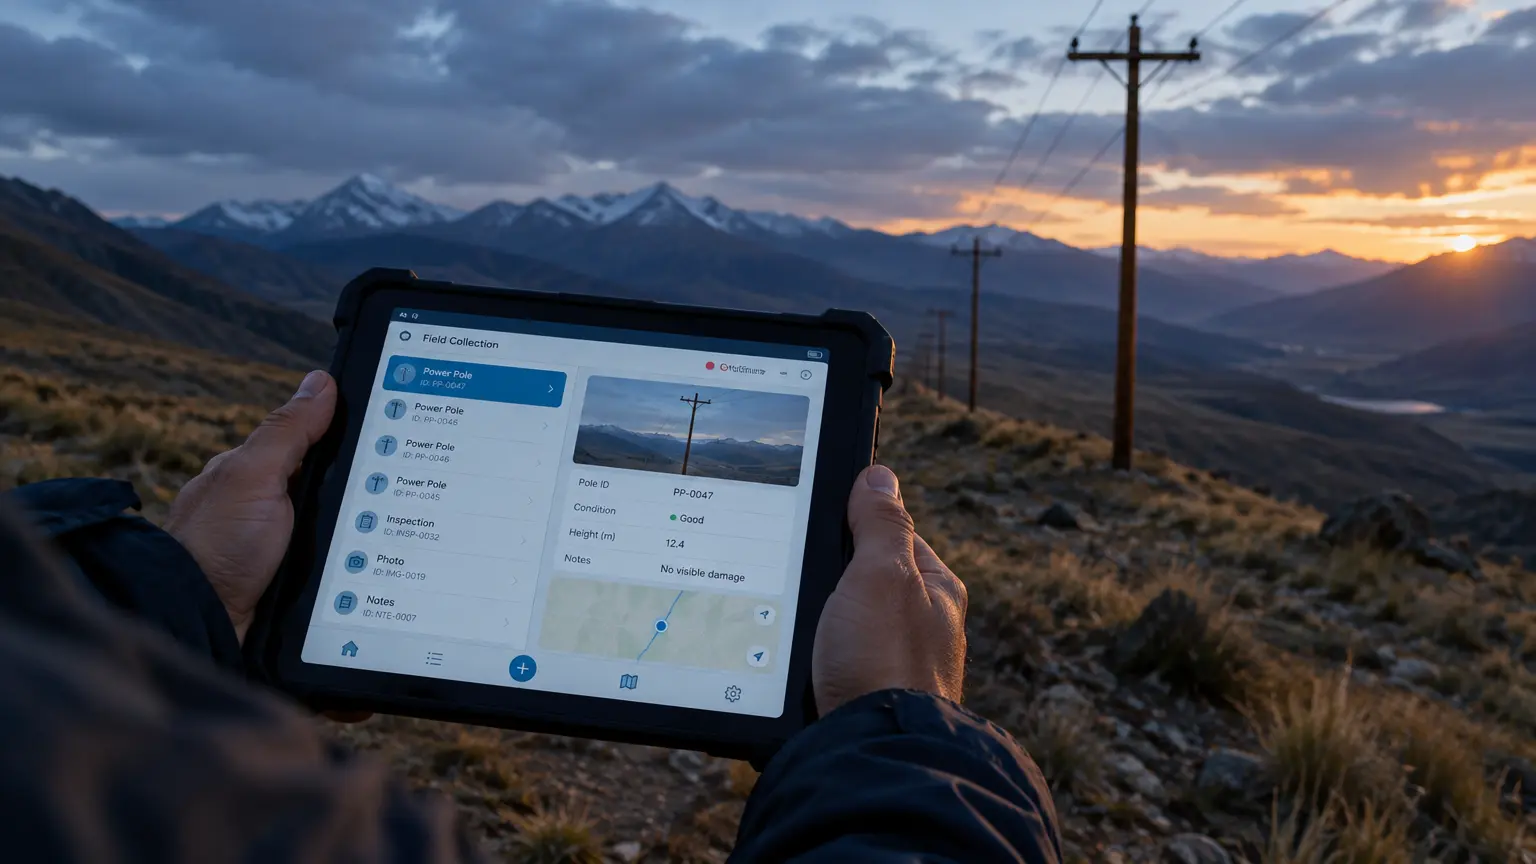 Field Collection
Power Pole
ID: PP-0047
Power Pole
ID: PP-0046
Power Pole
ID: PP-0046
Power Pole
ID: PP-0045
Inspection
ID: INSP-0032
Photo
ID: IMG-0019
Notes
ID: NTE-0007
Pole ID PP-0047
Condition Good
Height (m) 12.4
Notes No visible damage